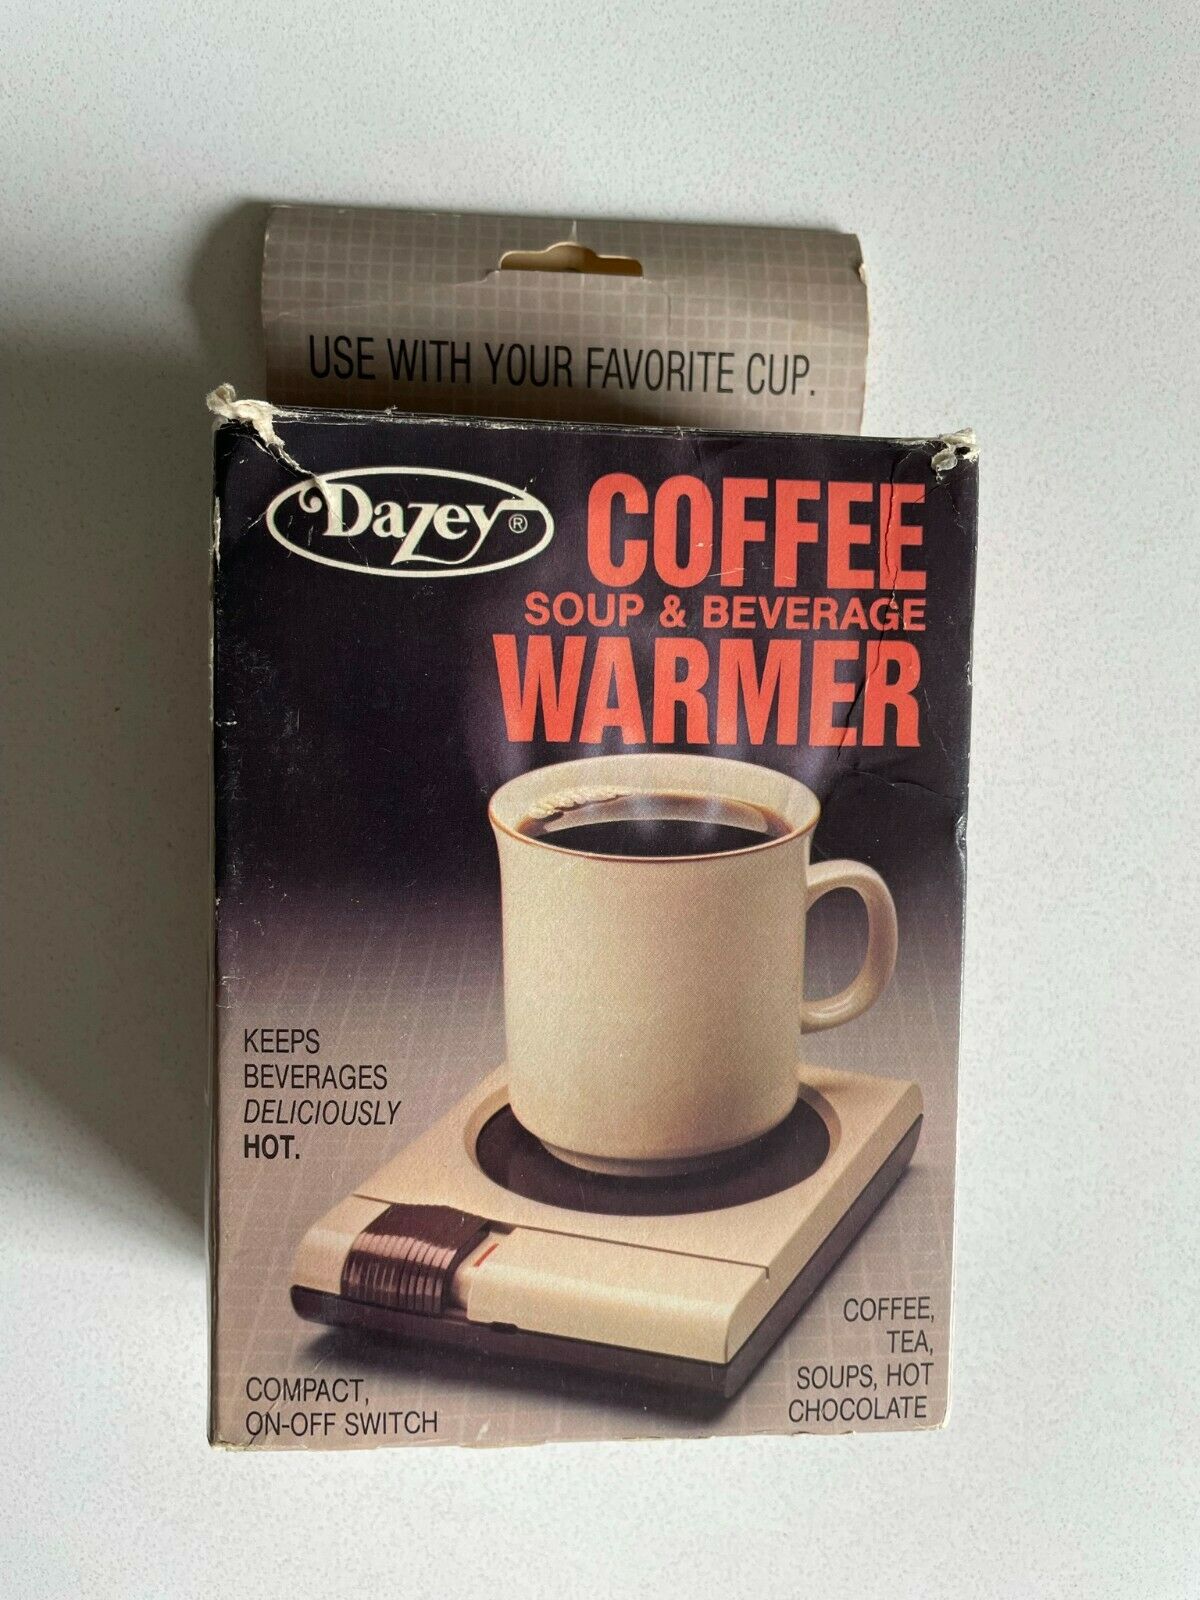 USE WITH YOUR FAVORITE CUP.
Dazey®
COFFEE
SOUP & BEVERAGE
WARMER
KEEPS
BEVERAGES
DELICIOUSLY
HOT.
COMPACT,
ON-OFF SWITCH
COFFEE,
TEA,
SOUPS, HOT
CHOCOLATE